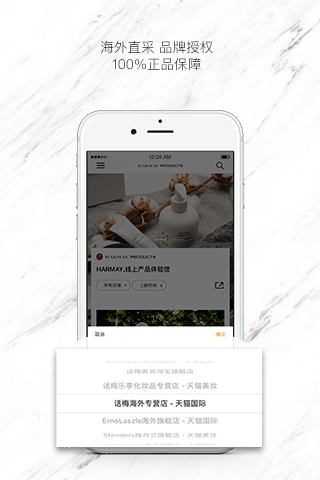 海外直采 品牌授权
100%正品保障
12:34 AM
HARMAY PRODUCTS
HARMAY PRODUCTS
HARMAY,线上产品体验馆
所有店铺
上新时间
取消
确定
话梅美妆淘宝旗舰店
话梅乐享化妆品专营店 - 天猫美妆
话梅海外专营店 - 天猫国际
ErnoLaszlo海外旗舰店 - 天猫国际
Stenders施丹兰旗舰店 - 天猫美妆